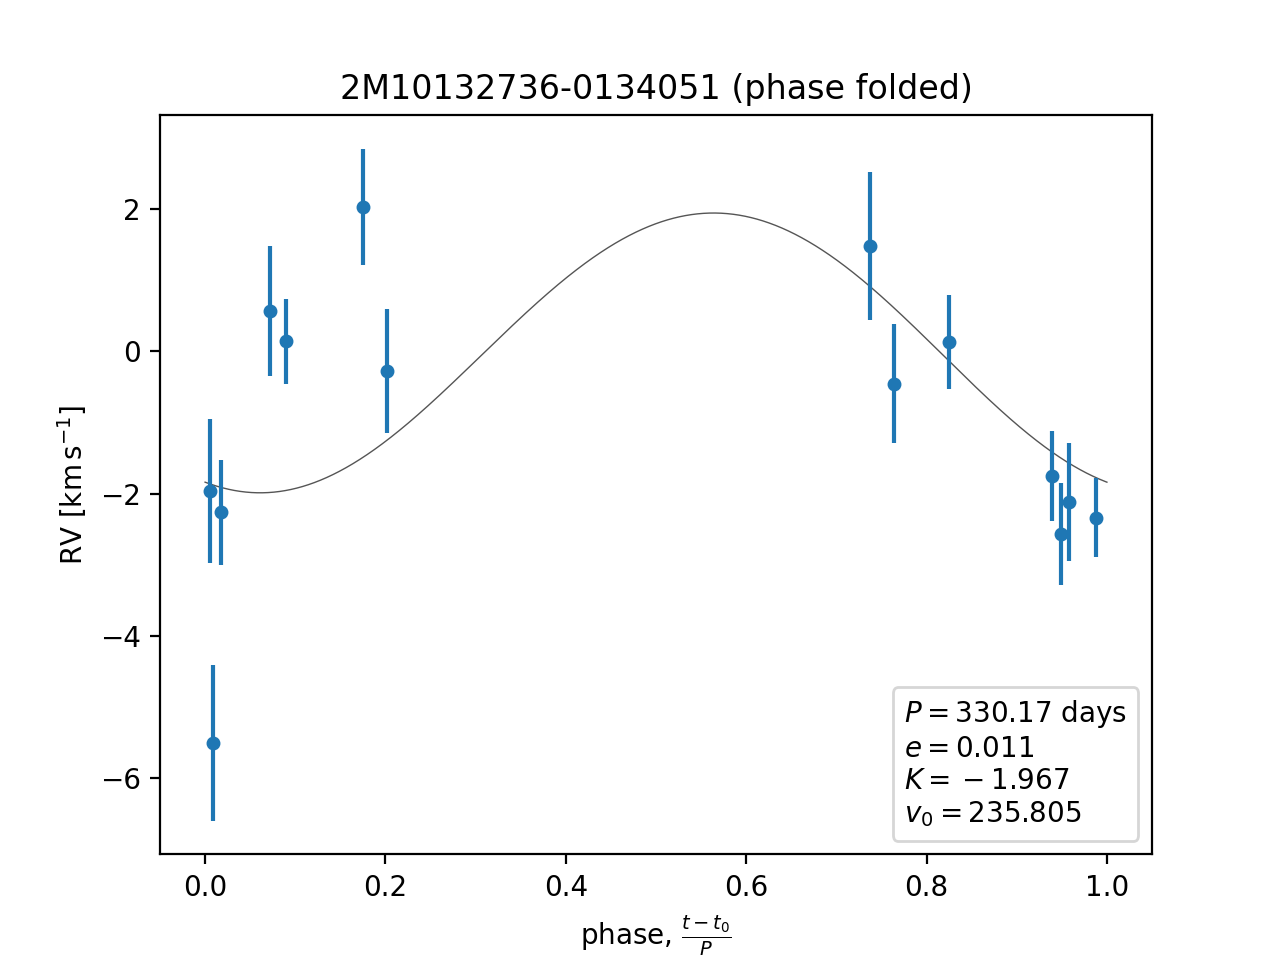 2M10132736-0134051 (phase folded)
RV [km s⁻¹]
2
0
−2
−4
−6
P = 330.17 days
e = 0.011
K = −1.967
v₀ = 235.805
0.0 0.2 0.4 0.6 0.8 1.0
phase, (t − t₀)/P